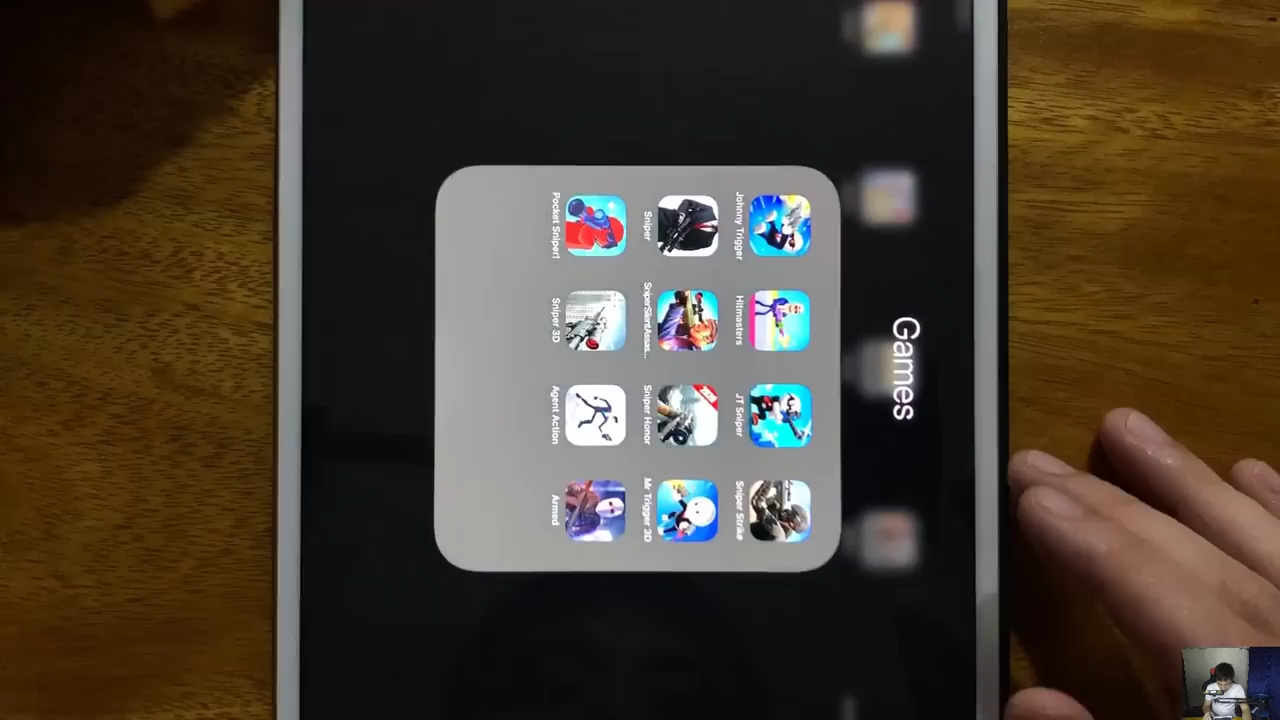 Games
Johnny Trigger
Hitmasters
JT Sniper
Sniper Strike
Sniper
SniperSilentAssas...
Sniper Honor
Mr Trigger 3D
Pocket Sniper!
Sniper 3D
Agent Action
Armed